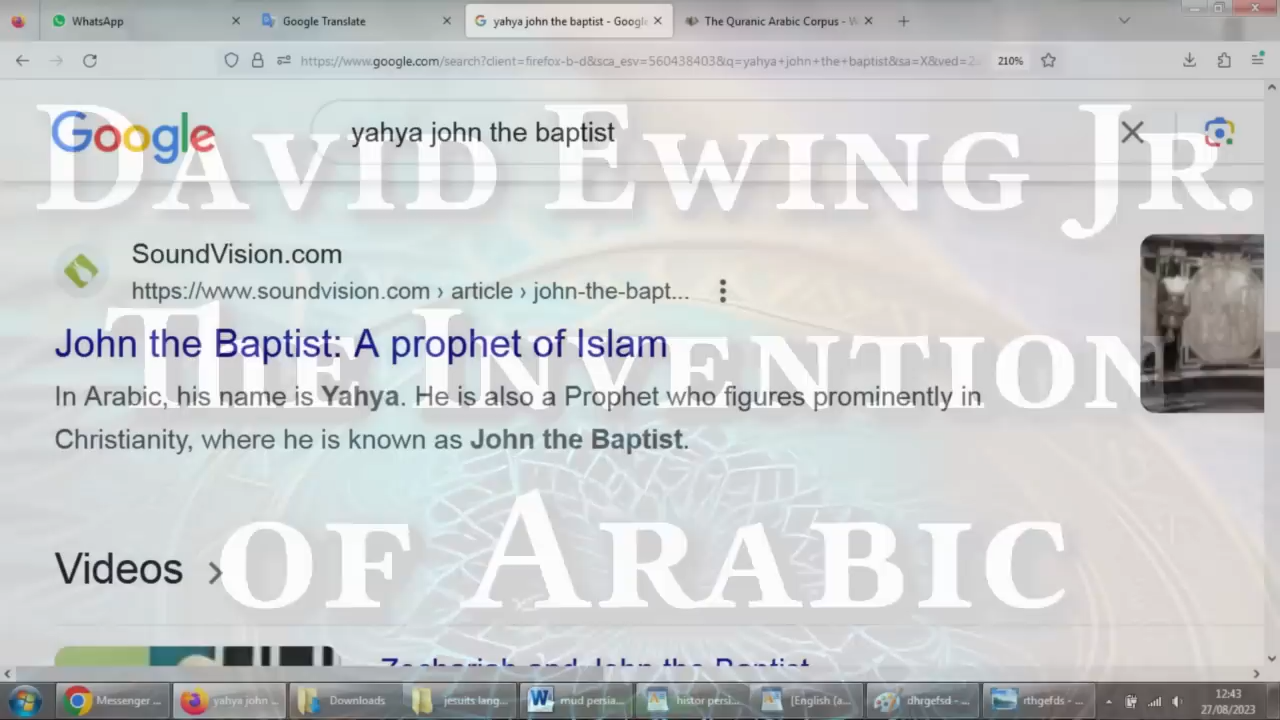 WhatsApp
Google Translate
yahya john the baptist - Google
The Quranic Arabic Corpus - W
https://www.google.com/search?client=firefox-b-d&sca_esv=560438403&q=yahya+john+the+baptist&sa=X&ved=2
210%
Google
yahya john the baptist
DAVID EWING JR.
SoundVision.com
https://www.soundvision.com › article › john-the-bapt...
John the Baptist: A prophet of Islam
THE INVENTION
In Arabic, his name is Yahya. He is also a Prophet who figures prominently in
Christianity, where he is known as John the Baptist.
OF ARABIC
Videos
Zechariah and John the Baptist
Messenger ...
yahya john ...
Downloads
jesuits lang...
mud persia...
histor persi...
[English (a...
dhrgefsd - ...
rthgefds - ...
12:43
27/08/2023